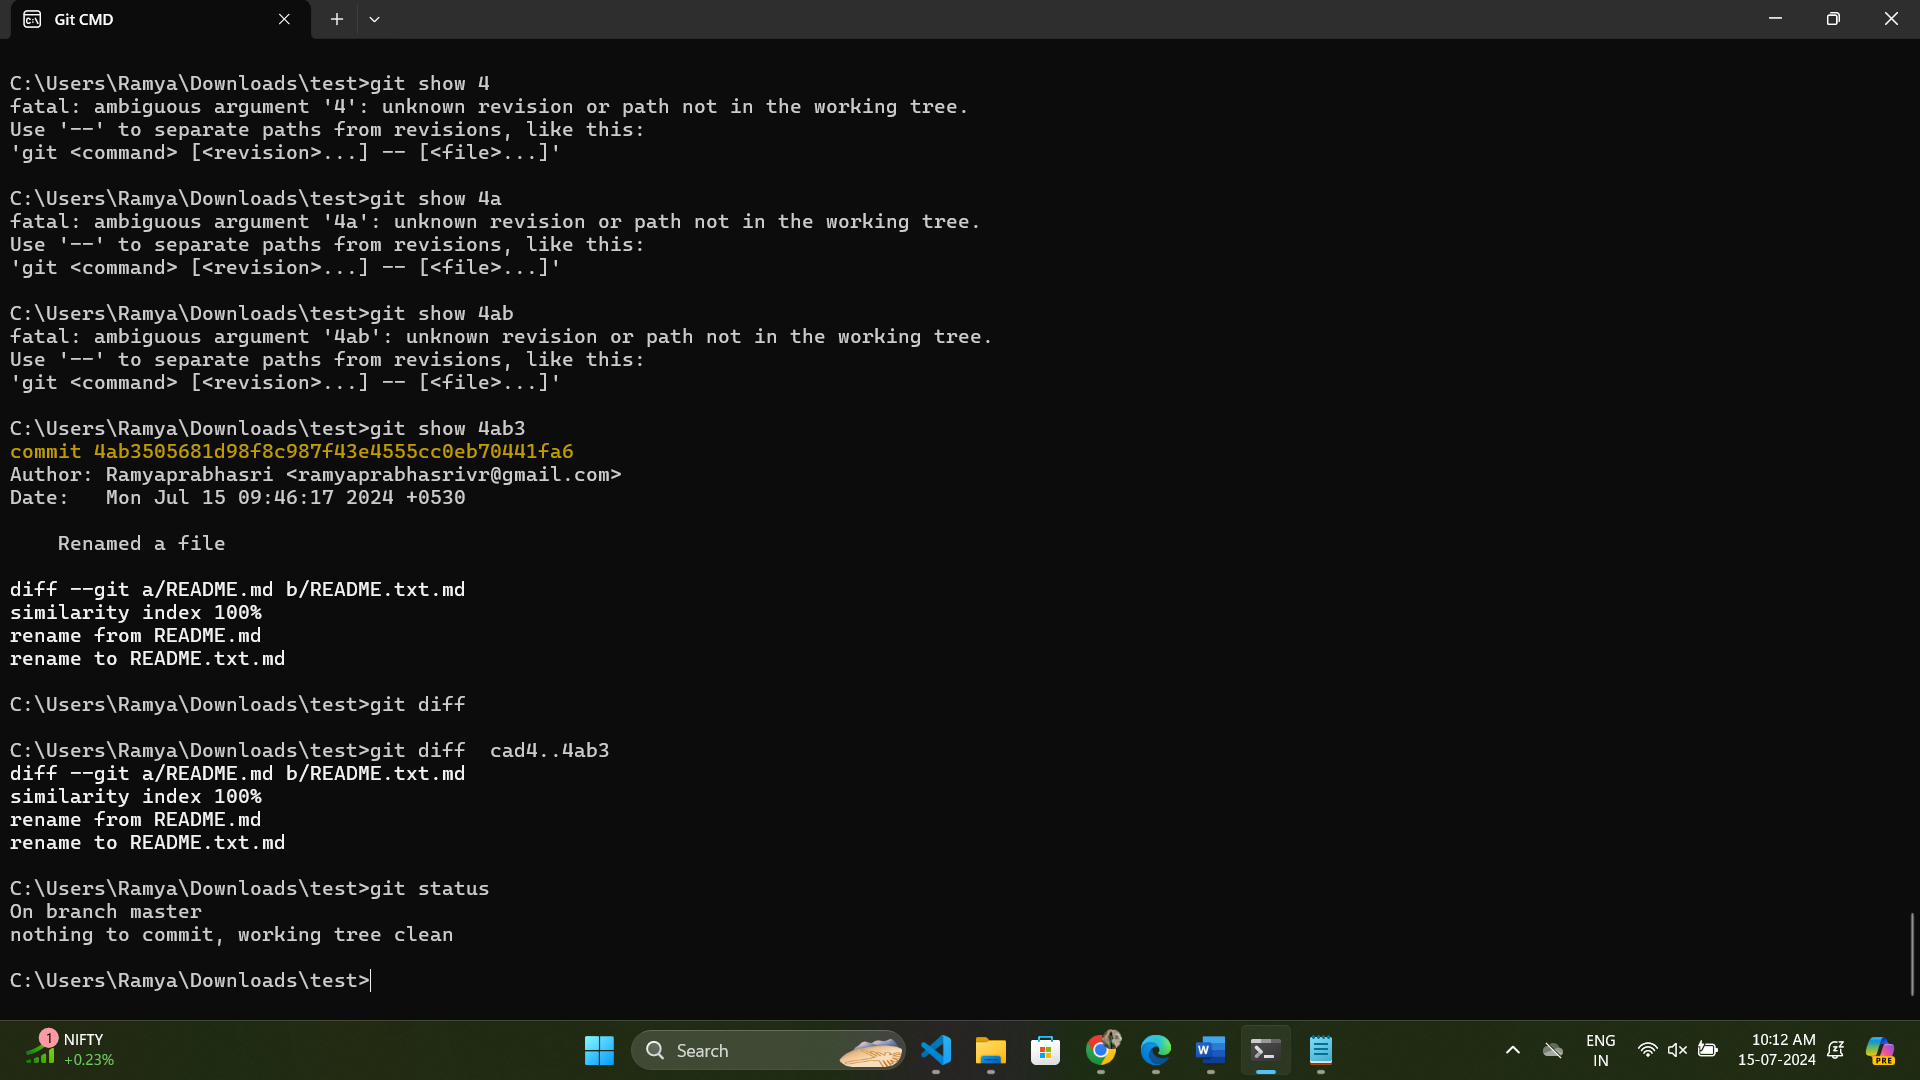 Git CMD
C:\Users\Ramya\Downloads\test>git show 4
fatal: ambiguous argument '4': unknown revision or path not in the working tree.
Use '--' to separate paths from revisions, like this:
'git <command> [<revision>...] -- [<file>...]'
C:\Users\Ramya\Downloads\test>git show 4a
fatal: ambiguous argument '4a': unknown revision or path not in the working tree.
Use '--' to separate paths from revisions, like this:
'git <command> [<revision>...] -- [<file>...]'
C:\Users\Ramya\Downloads\test>git show 4ab
fatal: ambiguous argument '4ab': unknown revision or path not in the working tree.
Use '--' to separate paths from revisions, like this:
'git <command> [<revision>...] -- [<file>...]'
C:\Users\Ramya\Downloads\test>git show 4ab3
commit 4ab3505681d98f8c987f43e4555cc0eb70441fa6
Author: Ramyaprabhasri <ramyaprabhasrivr@gmail.com>
Date:   Mon Jul 15 09:46:17 2024 +0530
    Renamed a file
diff --git a/README.md b/README.txt.md
similarity index 100%
rename from README.md
rename to README.txt.md
C:\Users\Ramya\Downloads\test>git diff
C:\Users\Ramya\Downloads\test>git diff  cad4..4ab3
diff --git a/README.md b/README.txt.md
similarity index 100%
rename from README.md
rename to README.txt.md
C:\Users\Ramya\Downloads\test>git status
On branch master
nothing to commit, working tree clean
C:\Users\Ramya\Downloads\test>
1 NIFTY
+0.23%
Search
W
ENG
IN
10:12 AM
15-07-2024
PRE